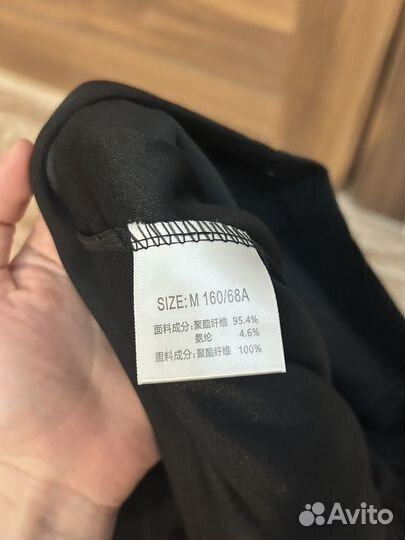 SIZE: M 160/68A
面料成分: 聚酯纤维 95.4%
氨纶 4.6%
里料成分: 聚酯纤维 100%
Avito